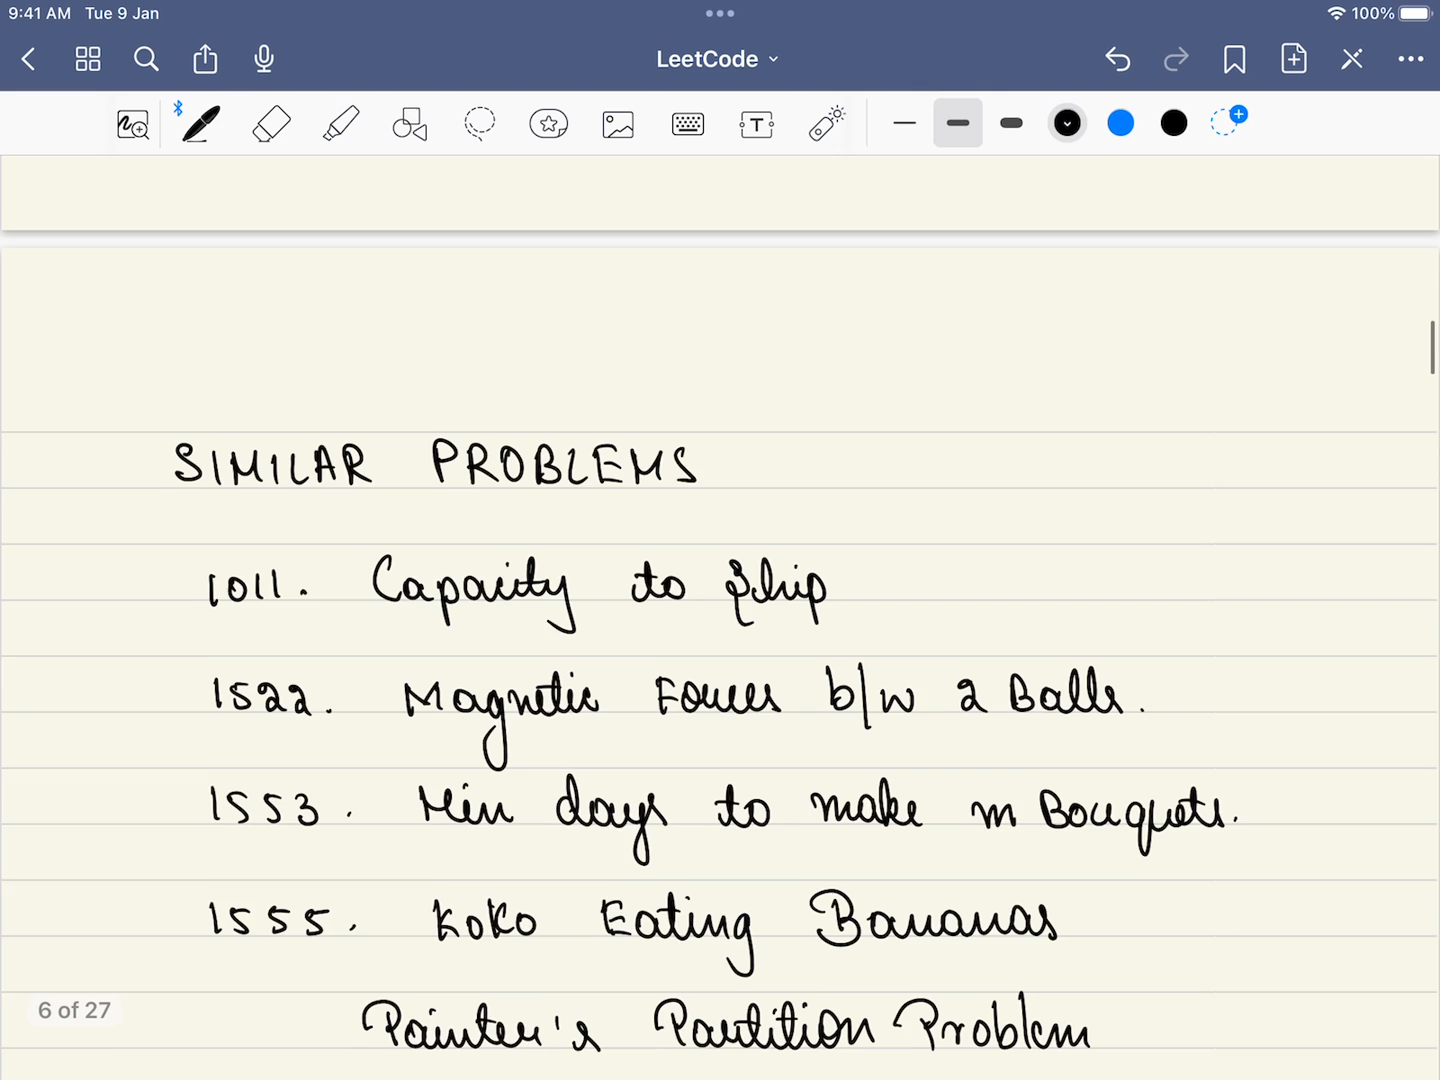 9:41 AM Tue 9 Jan
100%
LeetCode
T
SIMILAR PROBLEMS
1011. Capacity to Ship
1522. Magnetic Forces b/w 2 Balls.
1553. Min days to make m Bouquets.
1555. Koko Eating Bananas
Painter's Partition Problem
6 of 27